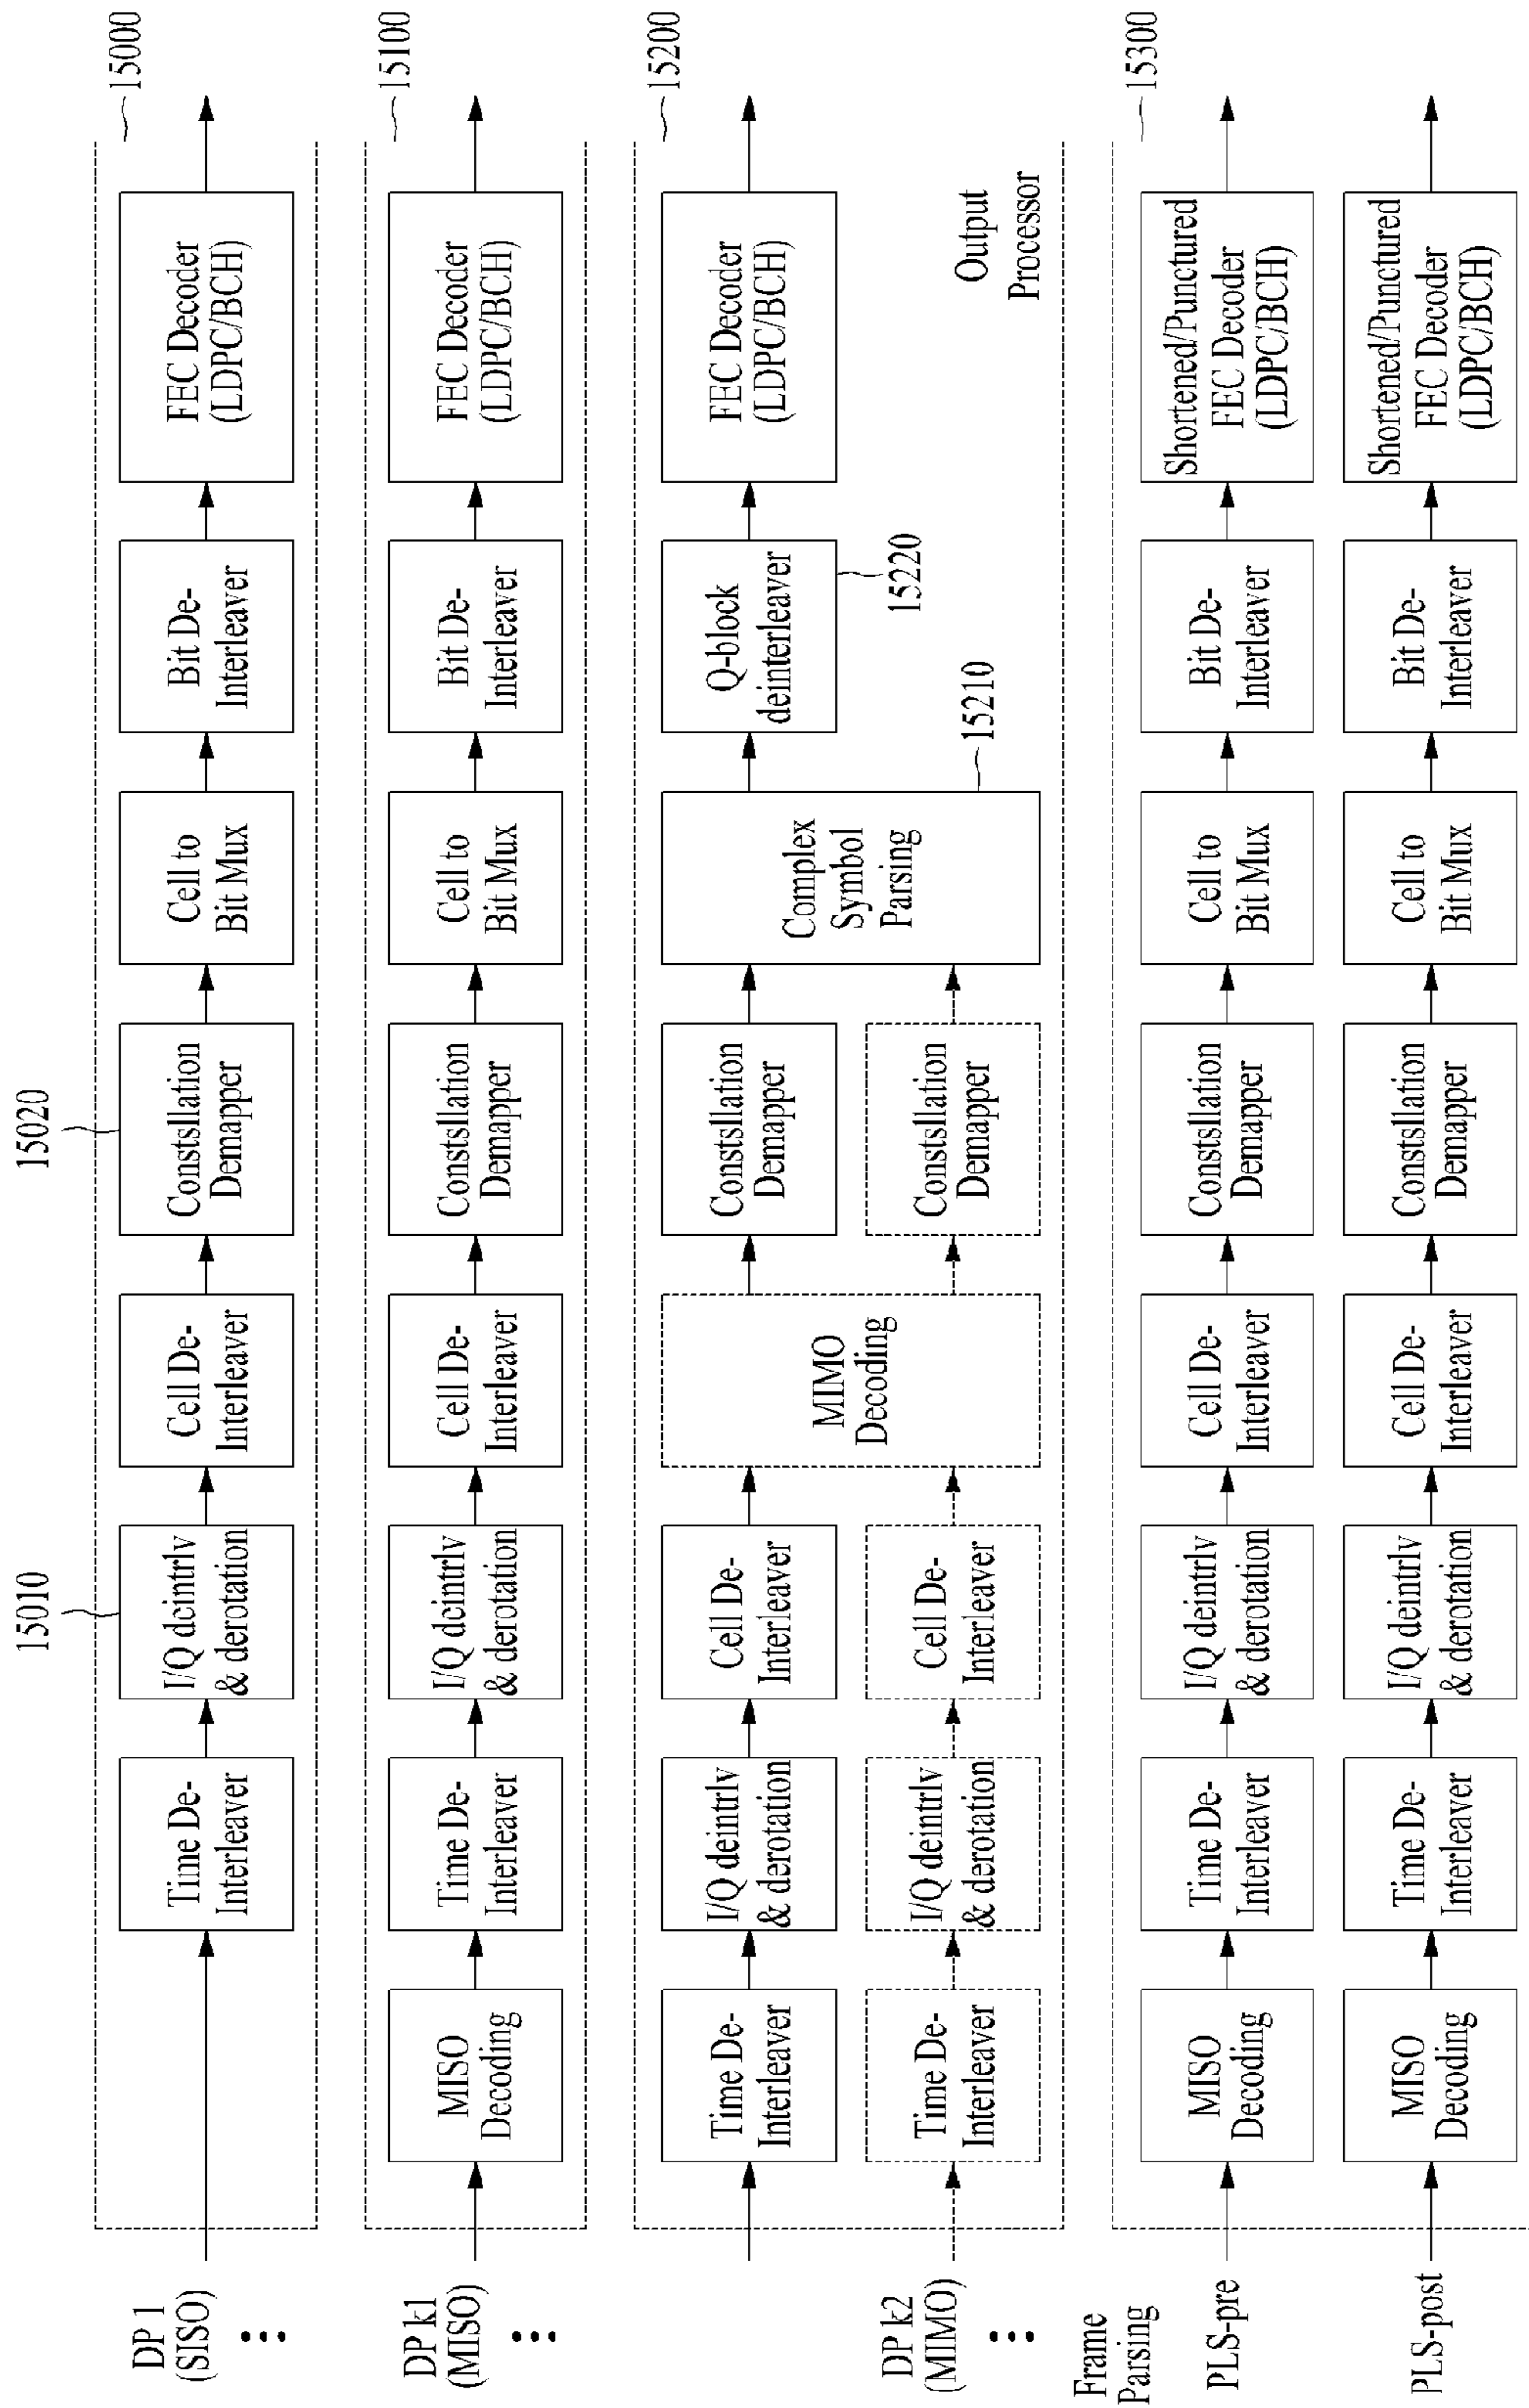 15010
15020
15000
DP 1
(SISO)
Time De-
Interleaver
I/Q dcintrlv
& derotation
Cell De-
Interleaver
Constsllation
Demapper
Cell to
Bit Mux
Bit De-
Interleaver
FEC Decoder
(LDPC/BCH)
15100
DP k1
(MISO)
MISO
Decoding
Time De-
Interleaver
I/Q dcintrlv
& derotation
Cell De-
Interleaver
Constsllation
Demapper
Cell to
Bit Mux
Bit De-
Interleaver
FEC Decoder
(LDPC/BCH)
15200
Time De-
Interleaver
I/Q deintrlv
& derotation
Cell De-
Interleaver
MIMO
Decoding
Constsllation
Demapper
Complex
Symbol
Parsing
15210
Q-block
deinterleaver
15220
FEC Decoder
(LDPC/BCH)
DP k2
(MIMO)
Time De-
Interleaver
I/Q deintrlv
& derotation
Cell De-
Interleaver
Constsllation
Demapper
Output
Processor
Frame
Parsing
15300
PLS-pre
MISO
Decoding
Time De-
Interleaver
I/Q deintrlv
& derotation
Cell De-
Interleaver
Constsllation
Demapper
Cell to
Bit Mux
Bit De-
Interleaver
Shortened/Punctured
FEC Decoder
(LDPC/BCH)
PLS-post
MISO
Decoding
Time De-
Interleaver
I/Q deintrlv
& derotation
Cell De-
Interleaver
Constsllation
Demapper
Cell to
Bit Mux
Bit De-
Interleaver
Shortened/Punctured
FEC Decoder
(LDPC/BCH)